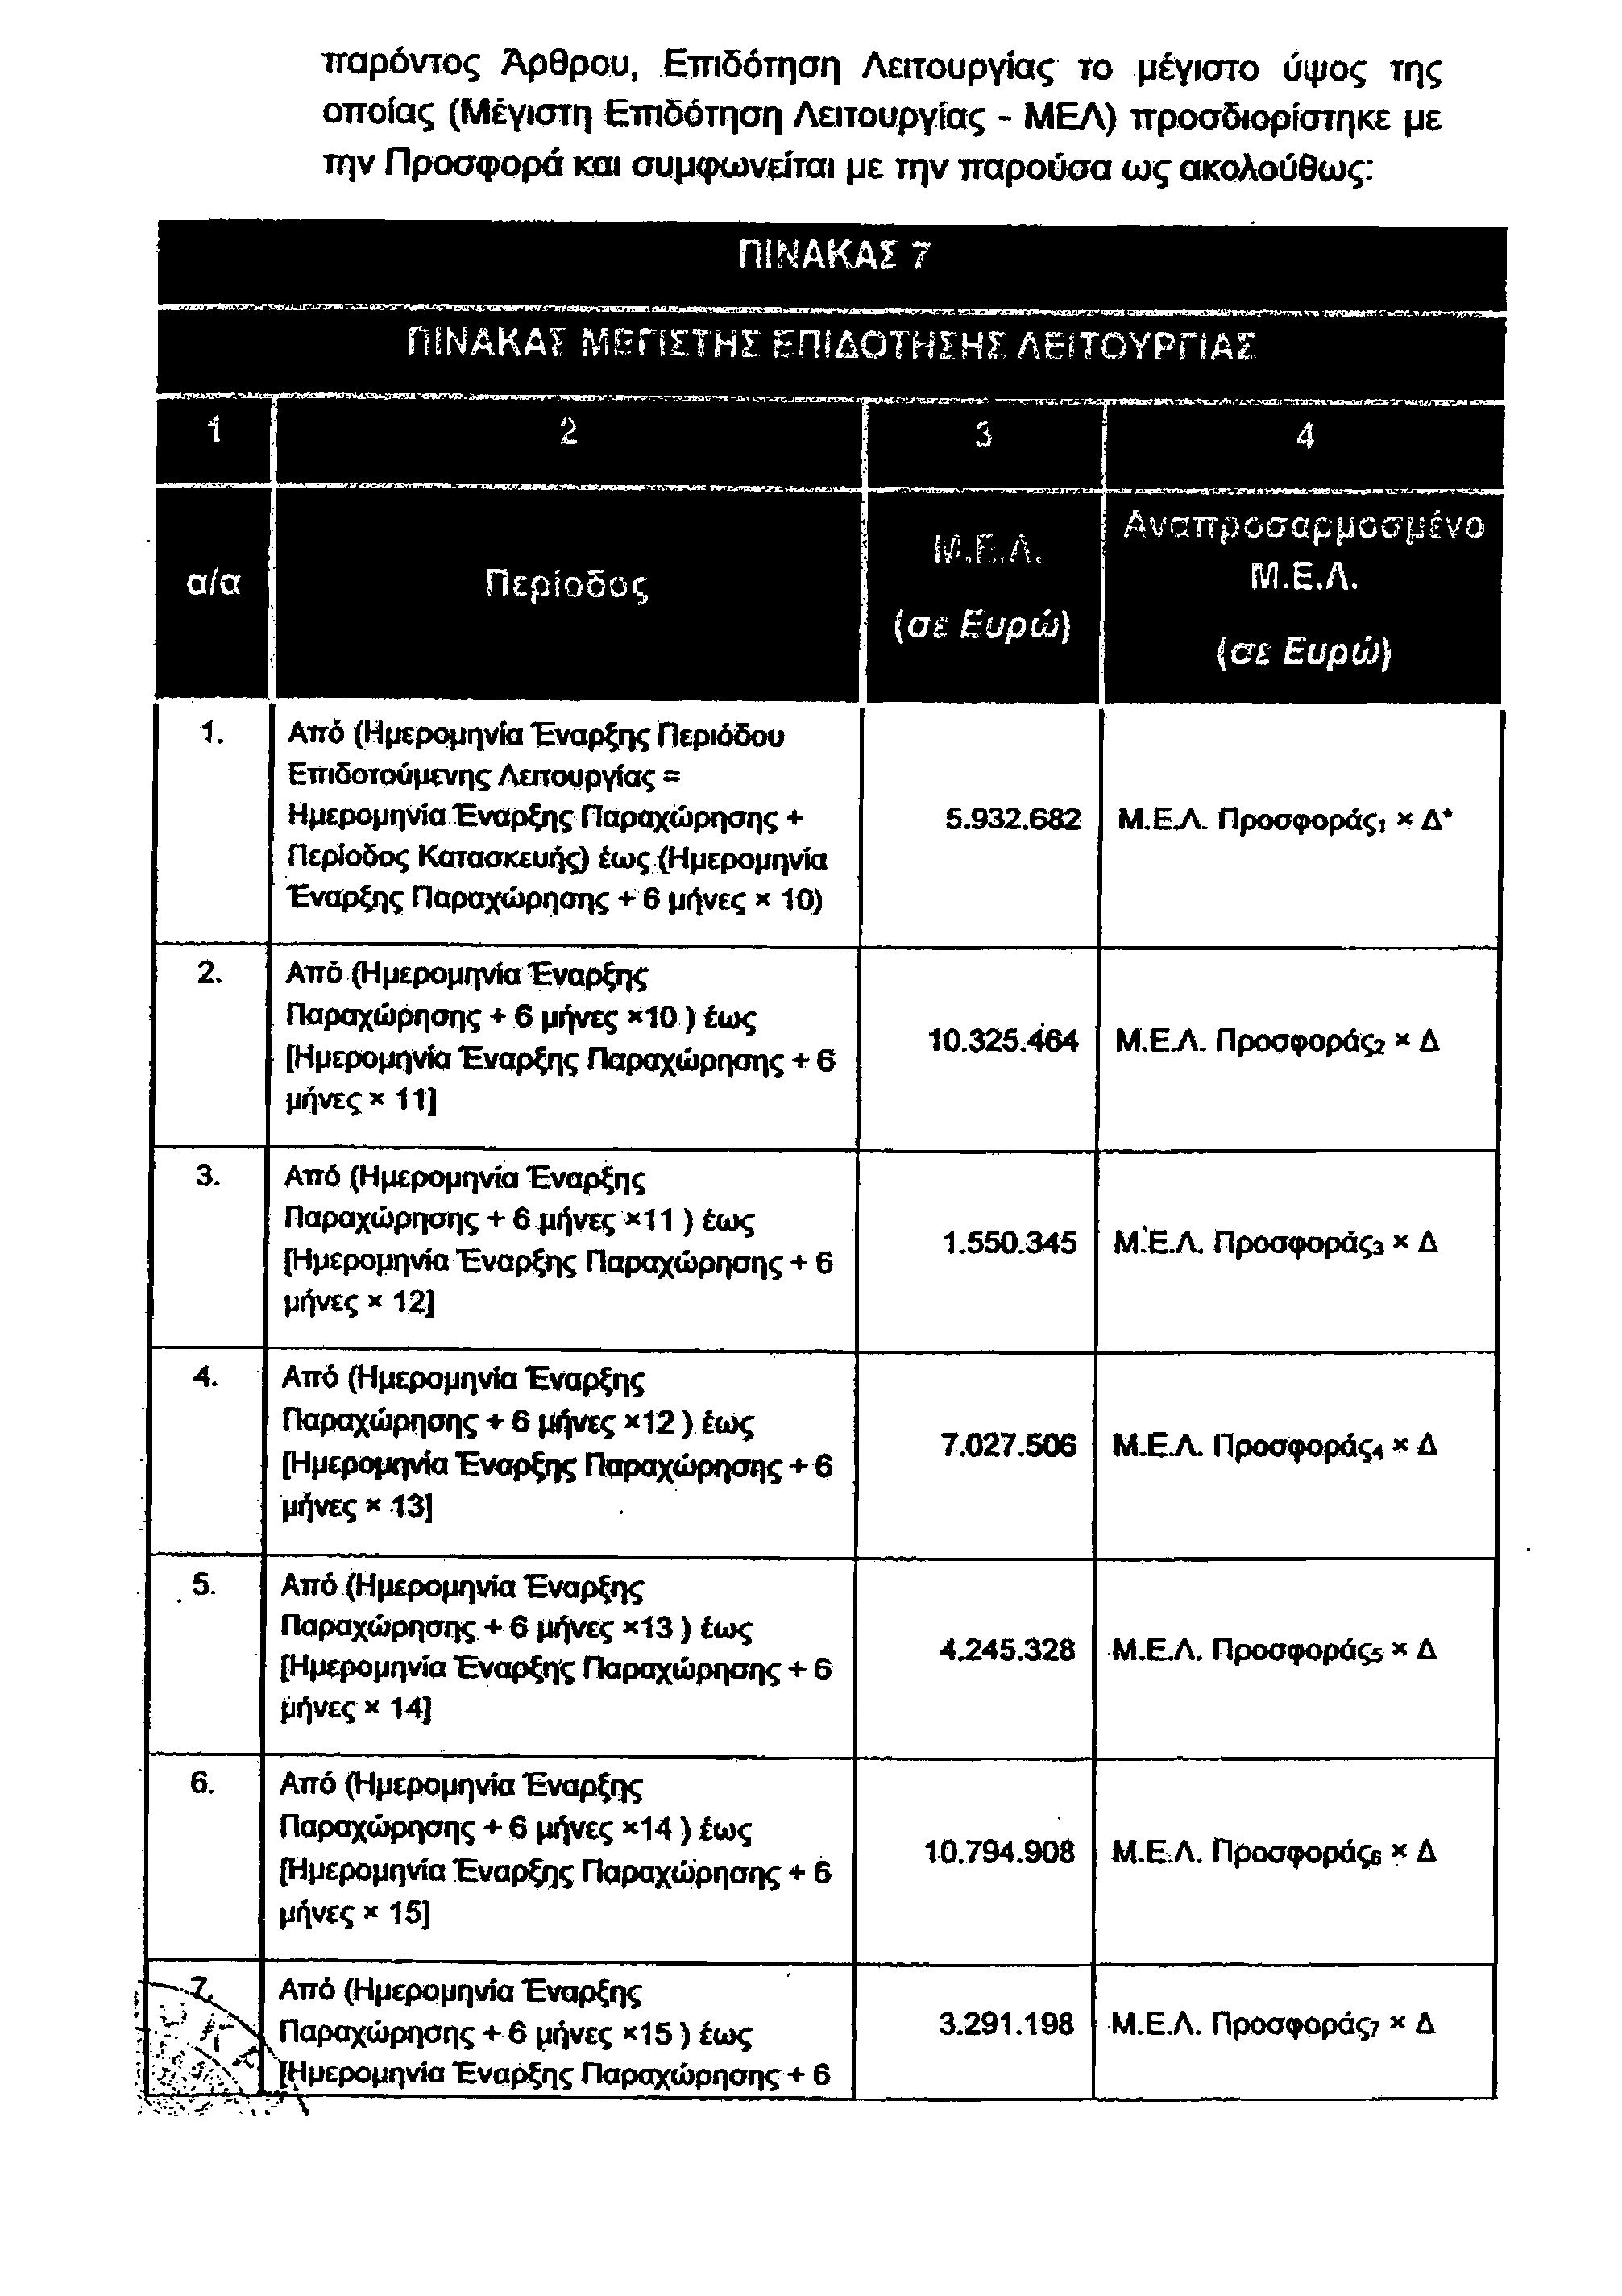 παρόντος Άρθρου, Επιδότηση Λειτουργίας το μέγιστο ύψος της
οποίας (Μέγιστη Επιδότηση Λειτουργίας - ΜΕΛ) προσδιορίστηκε με
την Προσφορά και συμφωνείται με την παρούσα ως ακολούθως:
ΠΙΝΑΚΑΣ 7
ΠΙΝΑΚΑΣ ΜΕΓΙΣΤΗΣ ΕΠΙΔΟΤΗΣΗΣ ΛΕΙΤΟΥΡΓΙΑΣ
1 2 3 4
α/α Περίοδος Μ.Ε.Λ. (σε Ευρώ) Αναπροσαρμοσμένο
Μ.Ε.Λ.
(σε Ευρώ)
1. Από (Ημερομηνία Έναρξης Περιόδου
Επιδοτούμενης Λειτουργίας =
Ημερομηνία Έναρξης Παραχώρησης + 5.932.682 Μ.Ε.Λ. Προσφοράς₁ × Δ*
Περίοδος Κατασκευής) έως (Ημερομηνία
Έναρξης Παραχώρησης + 6 μήνες × 10)
2. Από (Ημερομηνία Έναρξης
Παραχώρησης + 6 μήνες ×10 ) έως
[Ημερομηνία Έναρξης Παραχώρησης + 6 10.325.464 Μ.Ε.Λ. Προσφοράς₂ × Δ
μήνες × 11]
3. Από (Ημερομηνία Έναρξης
Παραχώρησης + 6 μήνες ×11 ) έως
[Ημερομηνία Έναρξης Παραχώρησης + 6 1.550.345 Μ.Ε.Λ. Προσφοράς₃ × Δ
μήνες × 12]
4. Από (Ημερομηνία Έναρξης
Παραχώρησης + 6 μήνες ×12 ) έως
[Ημερομηνία Έναρξης Παραχώρησης + 6 7.027.506 Μ.Ε.Λ. Προσφοράς₄ × Δ
μήνες × 13]
5. Από (Ημερομηνία Έναρξης
Παραχώρησης + 6 μήνες ×13 ) έως
[Ημερομηνία Έναρξης Παραχώρησης + 6 4.245.328 Μ.Ε.Λ. Προσφοράς₅ × Δ
μήνες × 14]
6. Από (Ημερομηνία Έναρξης
Παραχώρησης + 6 μήνες ×14 ) έως
[Ημερομηνία Έναρξης Παραχώρησης + 6 10.794.908 Μ.Ε.Λ. Προσφοράς₆ × Δ
μήνες × 15]
7. Από (Ημερομηνία Έναρξης
Παραχώρησης + 6 μήνες ×15 ) έως 3.291.198 Μ.Ε.Λ. Προσφοράς₇ × Δ
[Ημερομηνία Έναρξης Παραχώρησης + 6